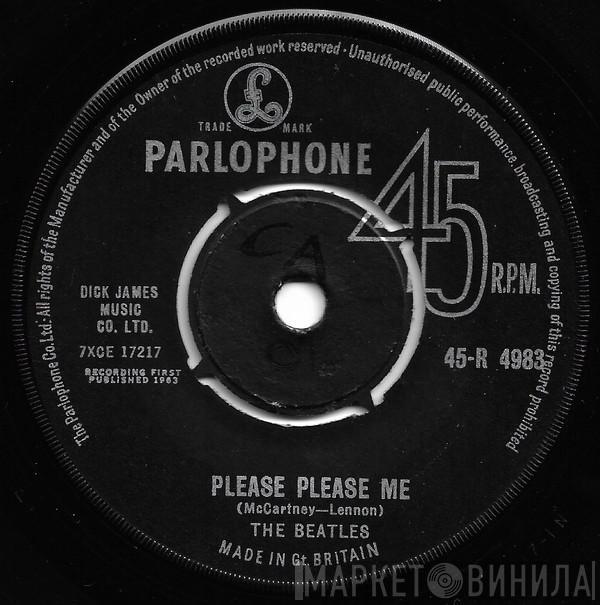 The Parlophone Co. Ltd. All rights of the Manufacturer and of the Owner of the recorded work reserved · Unauthorised public performance, broadcasting and copying of this record prohibited
£
TRADE MARK
PARLOPHONE
45
R.P.M.
CA
DICK JAMES
MUSIC
CO. LTD.
7XCE 17217
RECORDING FIRST
PUBLISHED 1963
45-R 4983
PLEASE PLEASE ME
(McCartney—Lennon)
THE BEATLES
MADE IN Gt. BRITAIN
МАРКЕТ ВИНИЛА